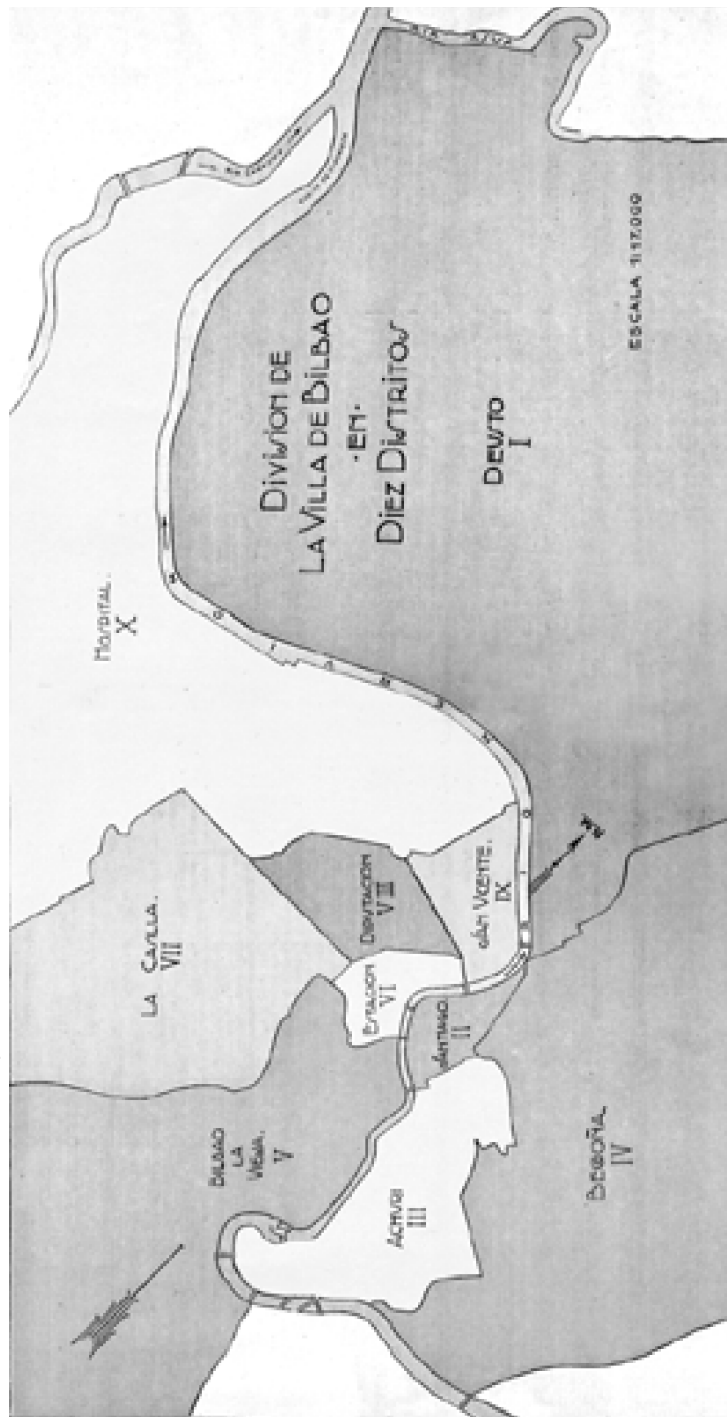 DIVISION DE
LA VILLA DE BILBAO
·EN·
DIEZ DISTRITOS
DEUSTO
I
ESCALA 1:17.000
HOSPITAL.
X
LA CASILLA.
VII
DIPUTACION
VIII
SAN VICENTE.
IX
ESTACION
VI
SANTIAGO.
II
BILBAO
LA
VIEJA.
V
ACHURI
III
BEGOÑA.
IV
N.M.